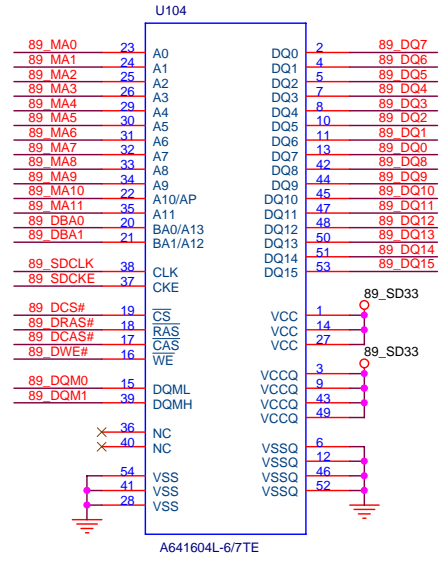 U104
89_MA0 23 A0 DQ0 2 89_DQ7
89_MA1 24 A1 DQ1 4 89_DQ6
89_MA2 25 A2 DQ2 5 89_DQ5
89_MA3 26 A3 DQ3 7 89_DQ4
89_MA4 29 A4 DQ4 8 89_DQ3
89_MA5 30 A5 DQ5 10 89_DQ2
89_MA6 31 A6 DQ6 11 89_DQ1
89_MA7 32 A7 DQ7 13 89_DQ0
89_MA8 33 A8 DQ8 42 89_DQ8
89_MA9 34 A9 DQ9 44 89_DQ9
89_MA10 22 A10/AP DQ10 45 89_DQ10
89_MA11 35 A11 DQ11 47 89_DQ11
89_DBA0 20 BA0/A13 DQ12 48 89_DQ12
89_DBA1 21 BA1/A12 DQ13 50 89_DQ13
DQ14 51 89_DQ14
89_SDCLK 38 CLK DQ15 53 89_DQ15
89_SDCKE 37 CKE
89_SD33
89_DCS# 19 CS VCC 1
89_DRAS# 18 RAS VCC 14
89_DCAS# 17 CAS VCC 27
89_DWE# 16 WE 89_SD33
VCCQ 3
89_DQM0 15 DQML VCCQ 9
89_DQM1 39 DQMH VCCQ 43
VCCQ 49
36 NC
40 NC VSSQ 6
VSSQ 12
54 VSS VSSQ 46
41 VSS VSSQ 52
28 VSS
A641604L-6/7TE